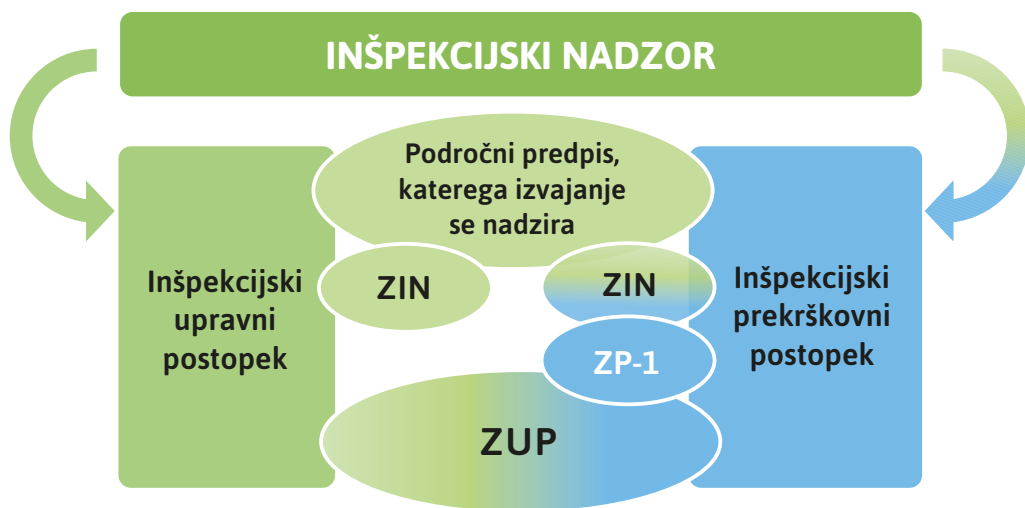 INŠPEKCIJSKI NADZOR
Področni predpis,
katerega izvajanje
se nadzira
Inšpekcijski
upravni
postopek
ZIN
ZIN
Inšpekcijski
prekrškovni
postopek
ZP-1
ZUP